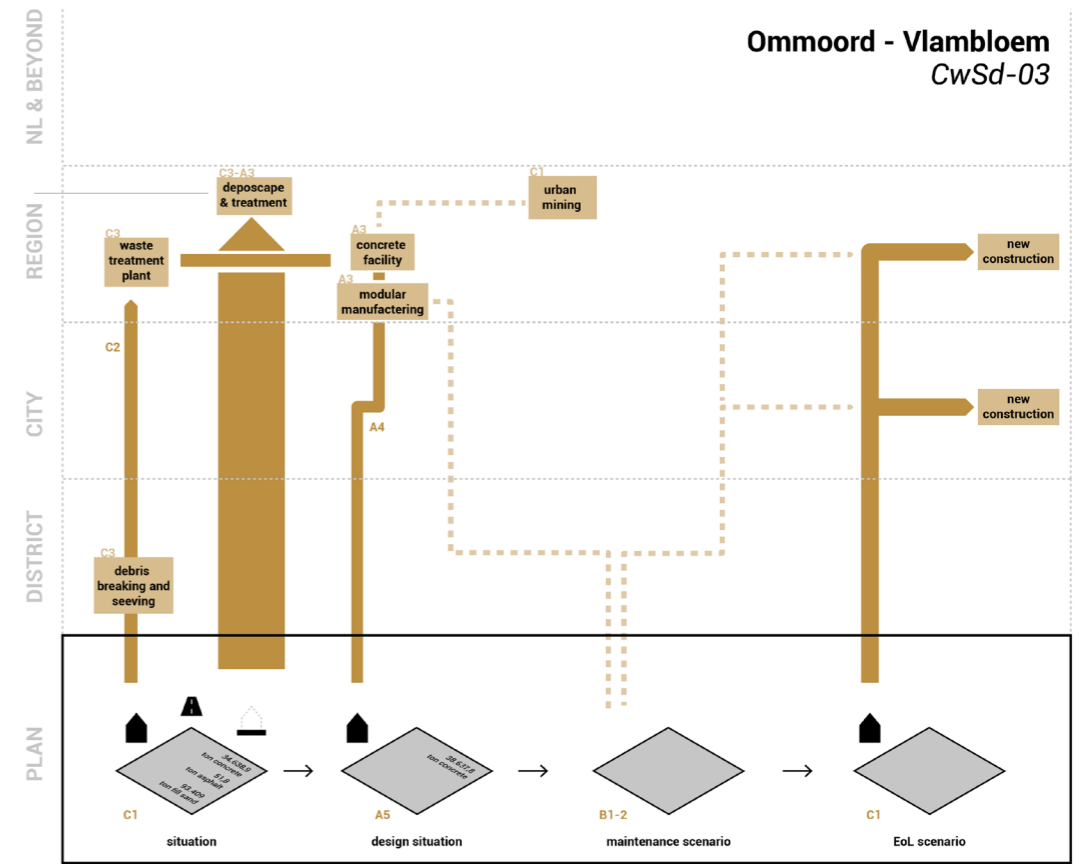 Ommoord - Vlambloem
CwSd-03
NL & BEYOND
REGION
CITY
DISTRICT
PLAN
C3-A3
deposcape
& treatment
C1
urban
mining
C3
waste
treatment
plant
A3
concrete
facility
A3
modular
manufactering
new
construction
C2
A4
new
construction
C3
debris
breaking and
seeving
34.638,9
ton concrete
51,8
ton asphalt
93.409
ton fill sand
38.637,8
ton concrete
C1
A5
B1-2
C1
situation
design situation
maintenance scenario
EoL scenario